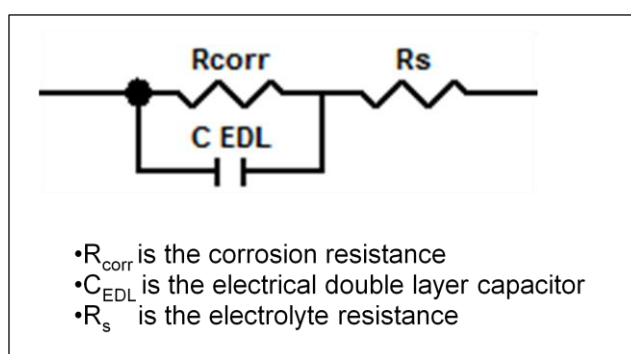 Rcorr Rs
C EDL
•Rcorr is the corrosion resistance
•CEDL is the electrical double layer capacitor
•Rs is the electrolyte resistance